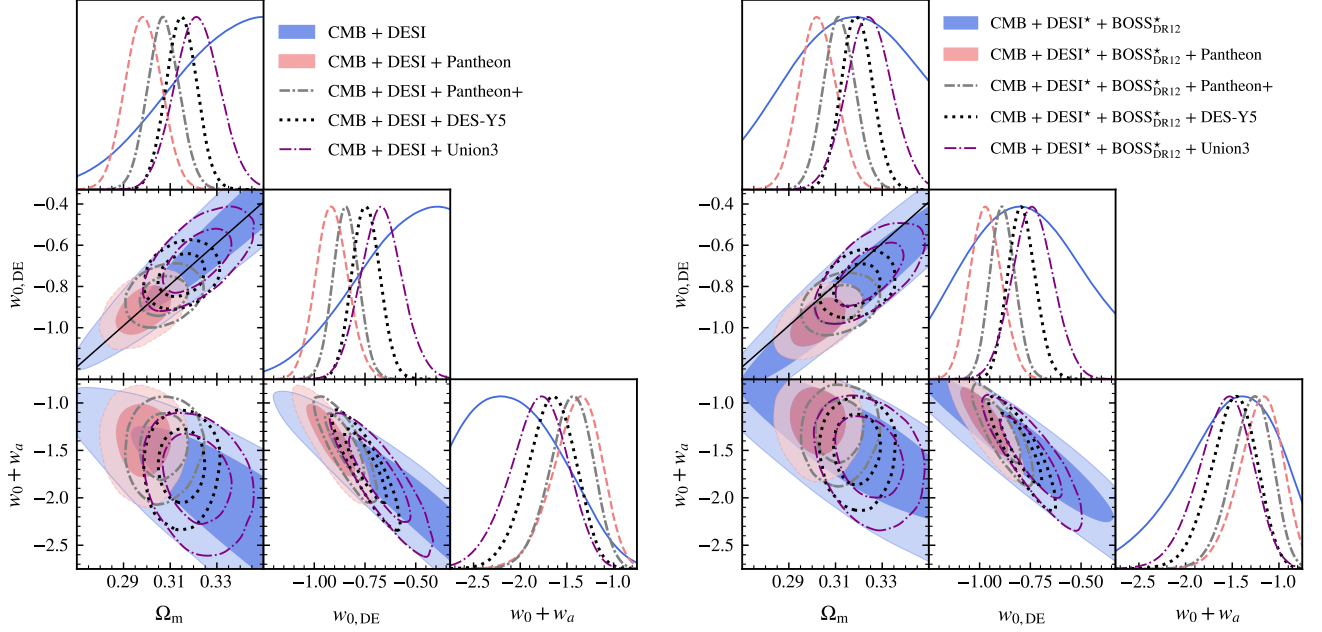 CMB + DESI
CMB + DESI + Pantheon
CMB + DESI + Pantheon+
CMB + DESI + DES-Y5
CMB + DESI + Union3
−0.4
−0.6
−0.8
−1.0
w₀,DE
−1.0
−1.5
−2.0
−2.5
w₀ + wₐ
0.29 0.31 0.33
Ωₘ
−1.00 −0.75 −0.50
w₀,DE
−2.5 −2.0 −1.5 −1.0
w₀ + wₐ
CMB + DESI★ + BOSS★DR12
CMB + DESI★ + BOSS★DR12 + Pantheon
CMB + DESI★ + BOSS★DR12 + Pantheon+
CMB + DESI★ + BOSS★DR12 + DES-Y5
CMB + DESI★ + BOSS★DR12 + Union3
−0.4
−0.6
−0.8
−1.0
w₀,DE
−1.0
−1.5
−2.0
−2.5
w₀ + wₐ
0.29 0.31 0.33
Ωₘ
−1.00 −0.75 −0.50
w₀,DE
−2.5 −2.0 −1.5 −1.0
w₀ + wₐ